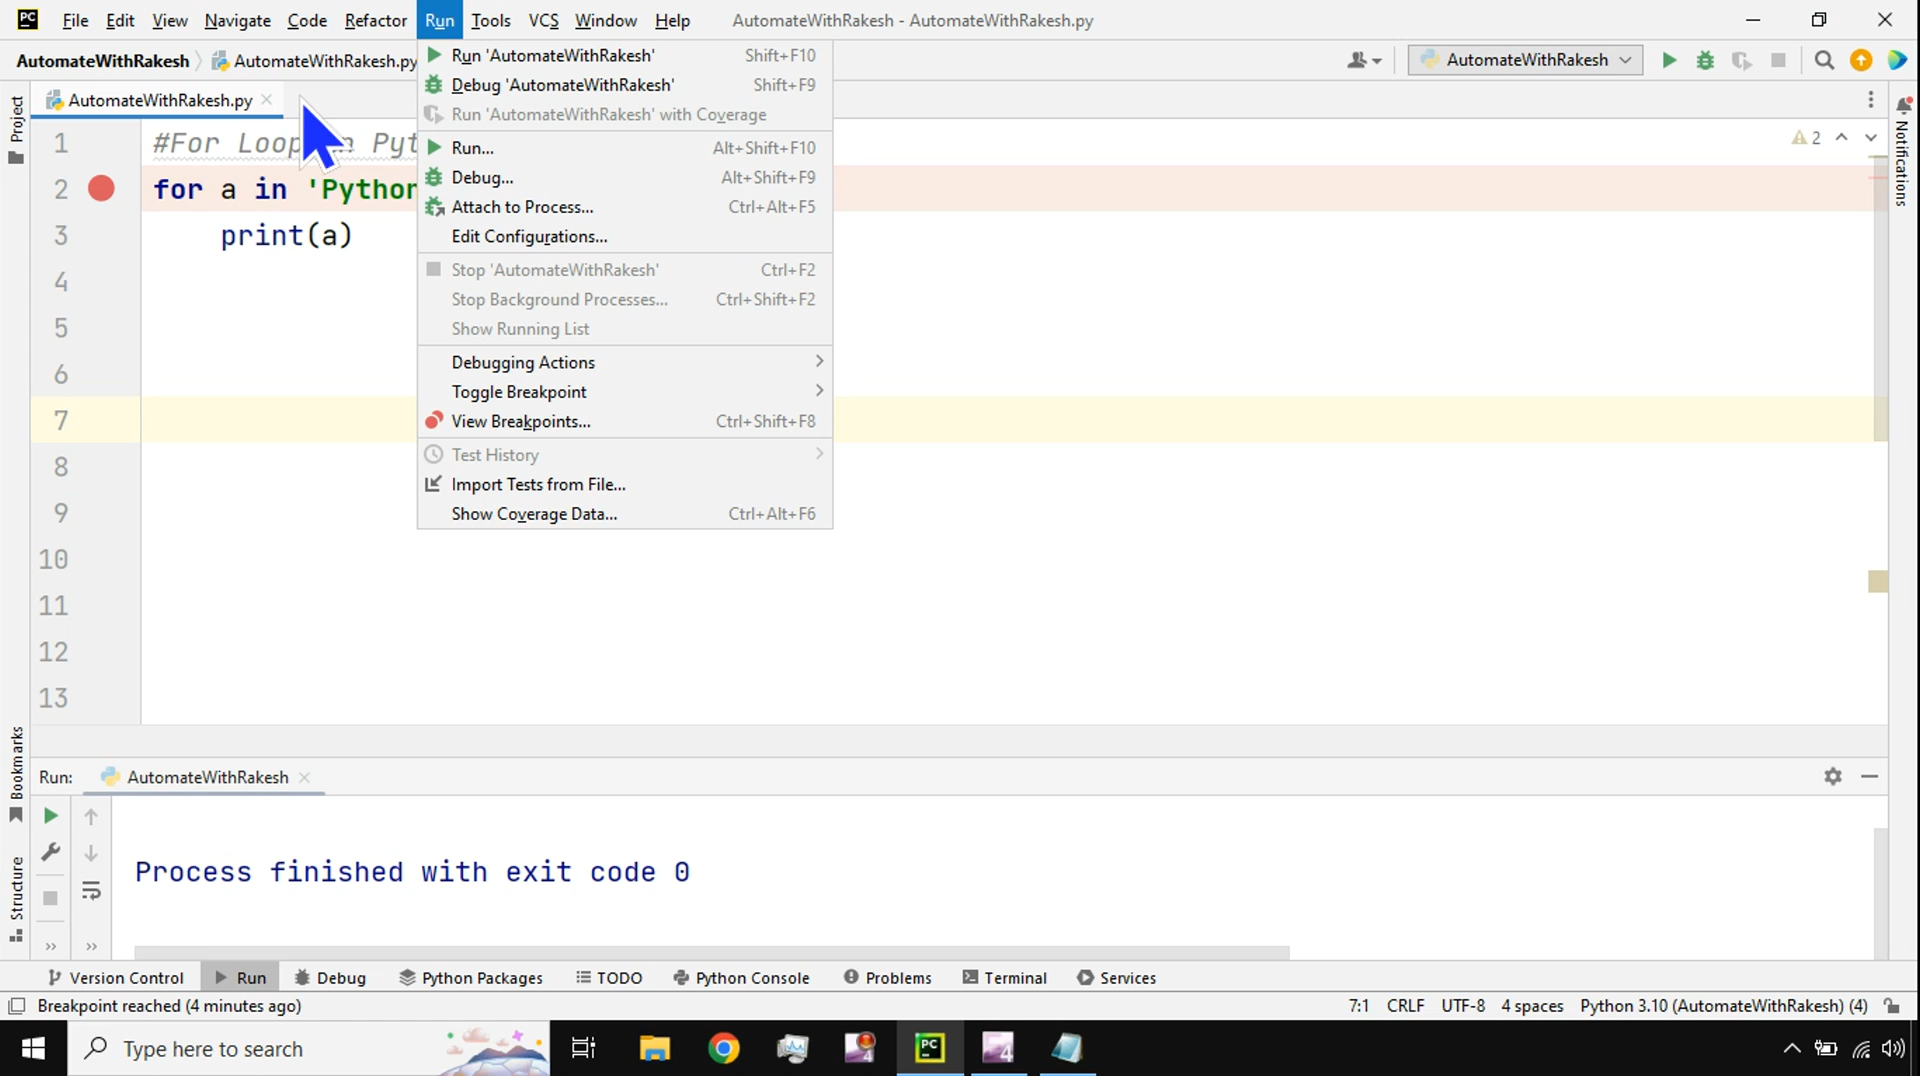 PC File Edit View Navigate Code Refactor Run Tools VCS Window Help AutomateWithRakesh - AutomateWithRakesh.py
AutomateWithRakesh AutomateWithRakesh.py
AutomateWithRakesh
AutomateWithRakesh.py
Run 'AutomateWithRakesh' Shift+F10
Debug 'AutomateWithRakesh' Shift+F9
Run 'AutomateWithRakesh' with Coverage
Run... Alt+Shift+F10
Debug... Alt+Shift+F9
Attach to Process... Ctrl+Alt+F5
Edit Configurations...
Stop 'AutomateWithRakesh' Ctrl+F2
Stop Background Processes... Ctrl+Shift+F2
Show Running List
Debugging Actions
Toggle Breakpoint
View Breakpoints... Ctrl+Shift+F8
Test History
Import Tests from File...
Show Coverage Data... Ctrl+Alt+F6
Project
Notifications
2
1 #For Loop
2 for a in 'Python
3 print(a)
4
5
6
7
8
9
10
11
12
13
Bookmarks
Structure
Run: AutomateWithRakesh
Process finished with exit code 0
Version Control Run Debug Python Packages TODO Python Console Problems Terminal Services
Breakpoint reached (4 minutes ago) 7:1 CRLF UTF-8 4 spaces Python 3.10 (AutomateWithRakesh) (4)
Type here to search 4 PC 4